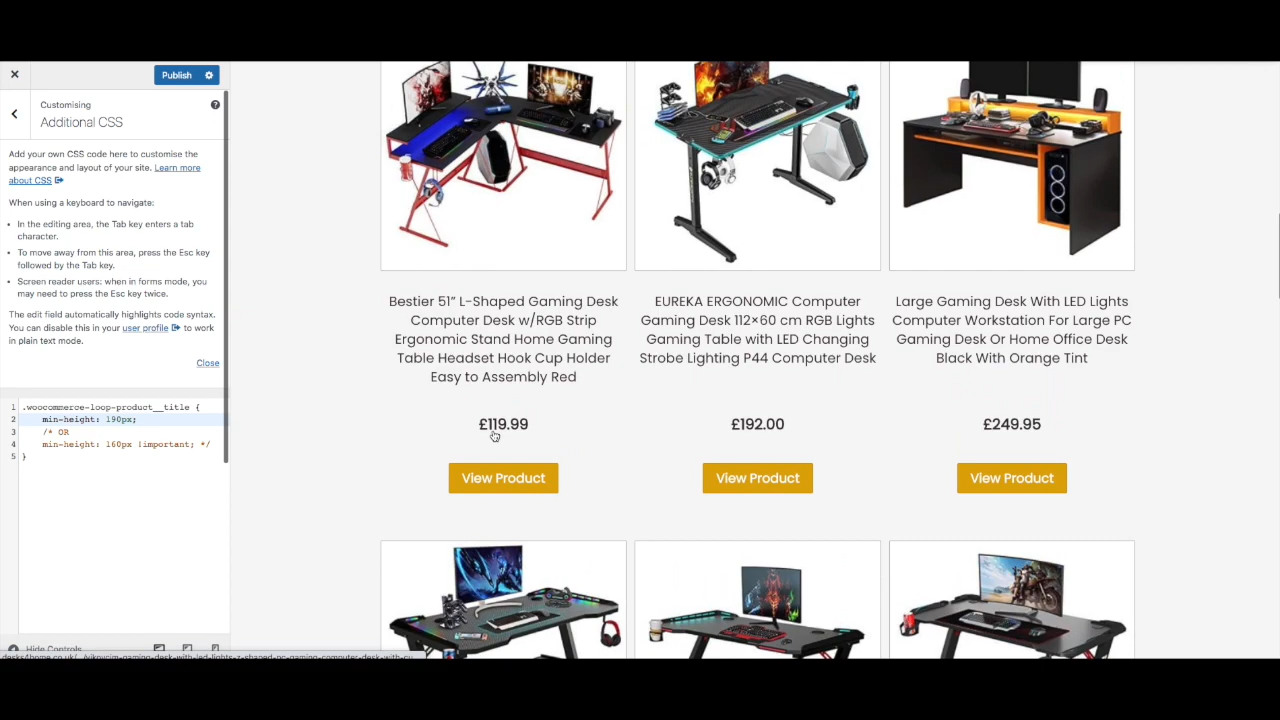 Publish
Customising
Additional CSS
Add your own CSS code here to customise the
appearance and layout of your site. Learn more
about CSS
When using a keyboard to navigate:
• In the editing area, the Tab key enters a tab
character.
• To move away from this area, press the Esc key
followed by the Tab key.
• Screen reader users: when in forms mode, you
may need to press the Esc key twice.
The edit field automatically highlights code syntax.
You can disable this in your user profile to work
in plain text mode.
Close
1 .woocommerce-loop-product__title {
2 min-height: 190px;
3 /* OR
4 min-height: 160px !important; */
5 }
Hide Controls
Bestier 51” L-Shaped Gaming Desk
Computer Desk w/RGB Strip
Ergonomic Stand Home Gaming
Table Headset Hook Cup Holder
Easy to Assembly Red
£119.99
View Product
EUREKA ERGONOMIC Computer
Gaming Desk 112×60 cm RGB Lights
Gaming Table with LED Changing
Strobe Lighting P44 Computer Desk
£192.00
View Product
Large Gaming Desk With LED Lights
Computer Workstation For Large PC
Gaming Desk Or Home Office Desk
Black With Orange Tint
£249.95
View Product